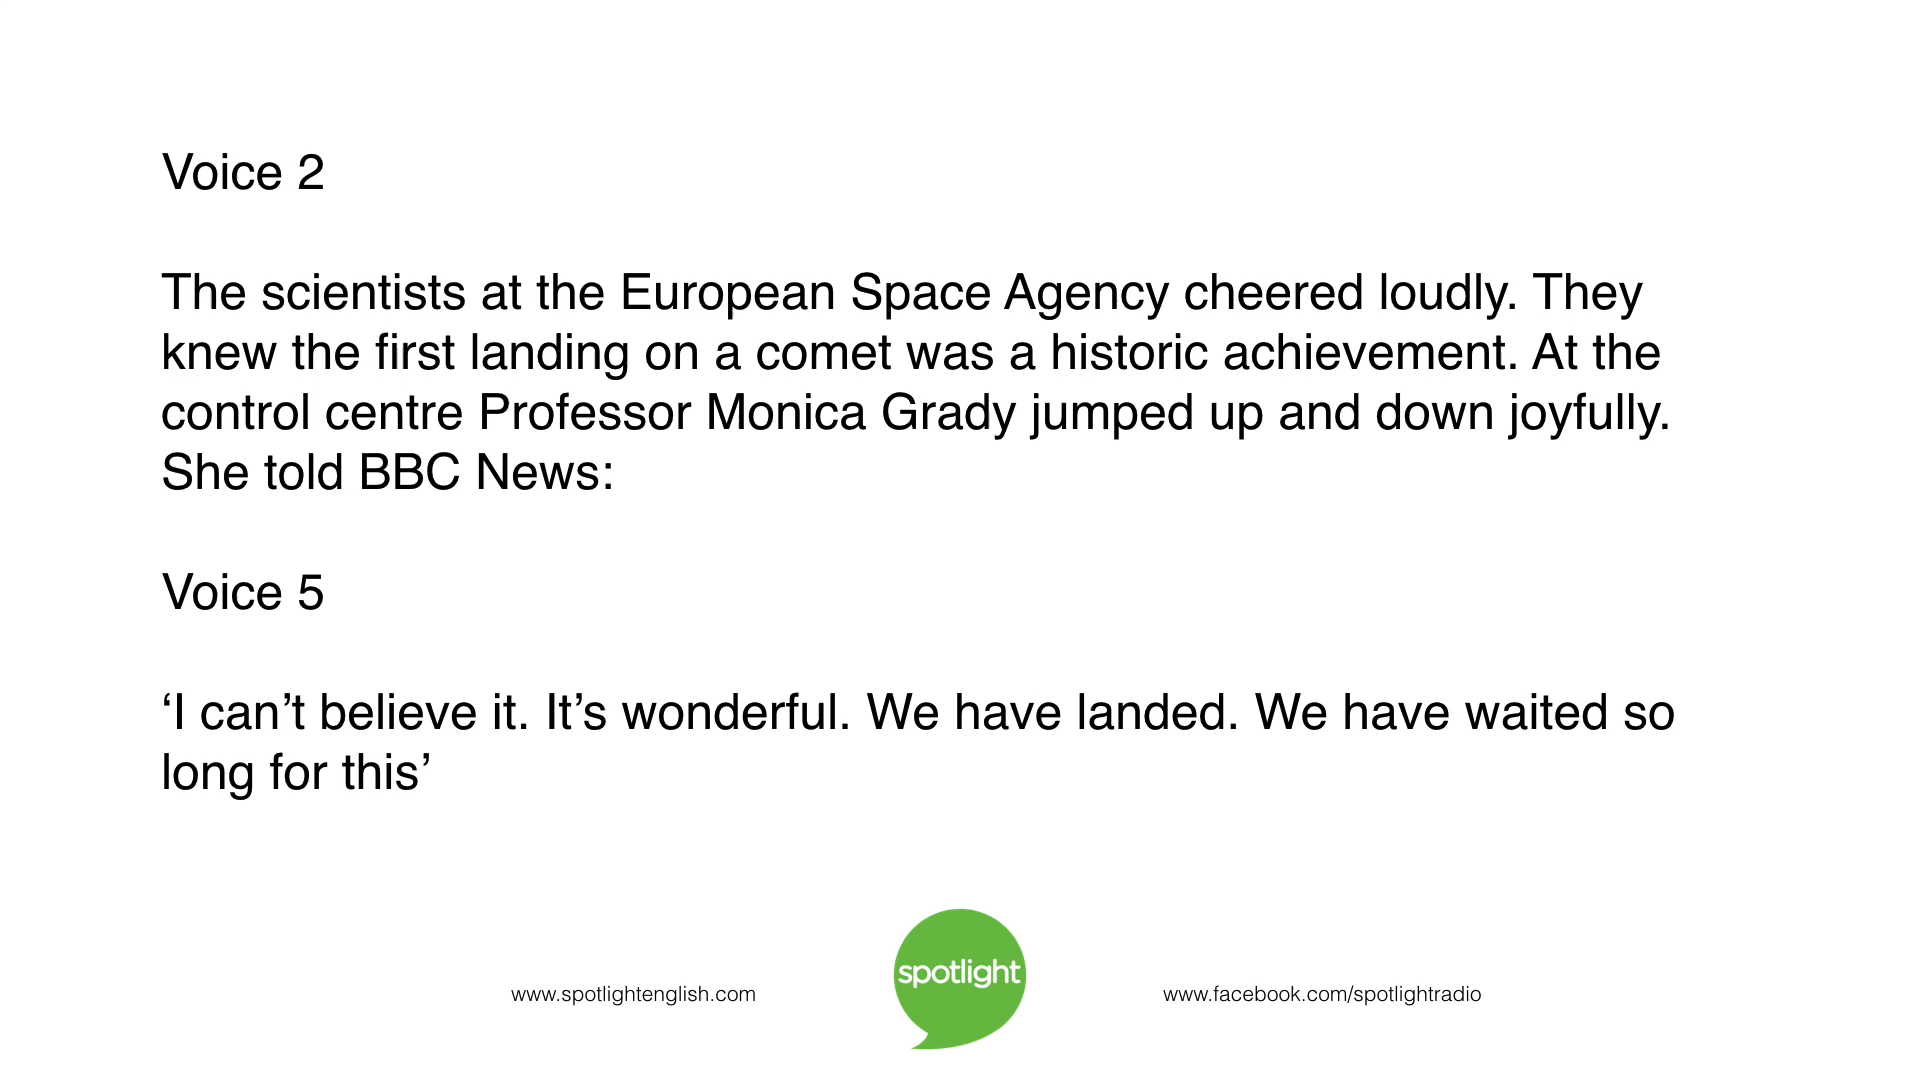 Voice 2
The scientists at the European Space Agency cheered loudly. They
knew the first landing on a comet was a historic achievement. At the
control centre Professor Monica Grady jumped up and down joyfully.
She told BBC News:
Voice 5
‘I can’t believe it. It’s wonderful. We have landed. We have waited so
long for this’
www.spotlightenglish.com
spotlight
www.facebook.com/spotlightradio